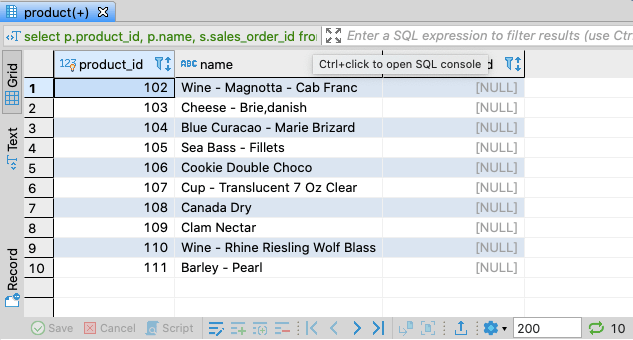 product(+)
select p.product_id, p.name, s.sales_order_id fro
Enter a SQL expression to filter results (use Ctr
Grid
Text
Record
123 product_id
ABC name
d
Ctrl+click to open SQL console
1 102 Wine - Magnotta - Cab Franc [NULL]
2 103 Cheese - Brie,danish [NULL]
3 104 Blue Curacao - Marie Brizard [NULL]
4 105 Sea Bass - Fillets [NULL]
5 106 Cookie Double Choco [NULL]
6 107 Cup - Translucent 7 Oz Clear [NULL]
7 108 Canada Dry [NULL]
8 109 Clam Nectar [NULL]
9 110 Wine - Rhine Riesling Wolf Blass [NULL]
10 111 Barley - Pearl [NULL]
Save Cancel Script 200 10